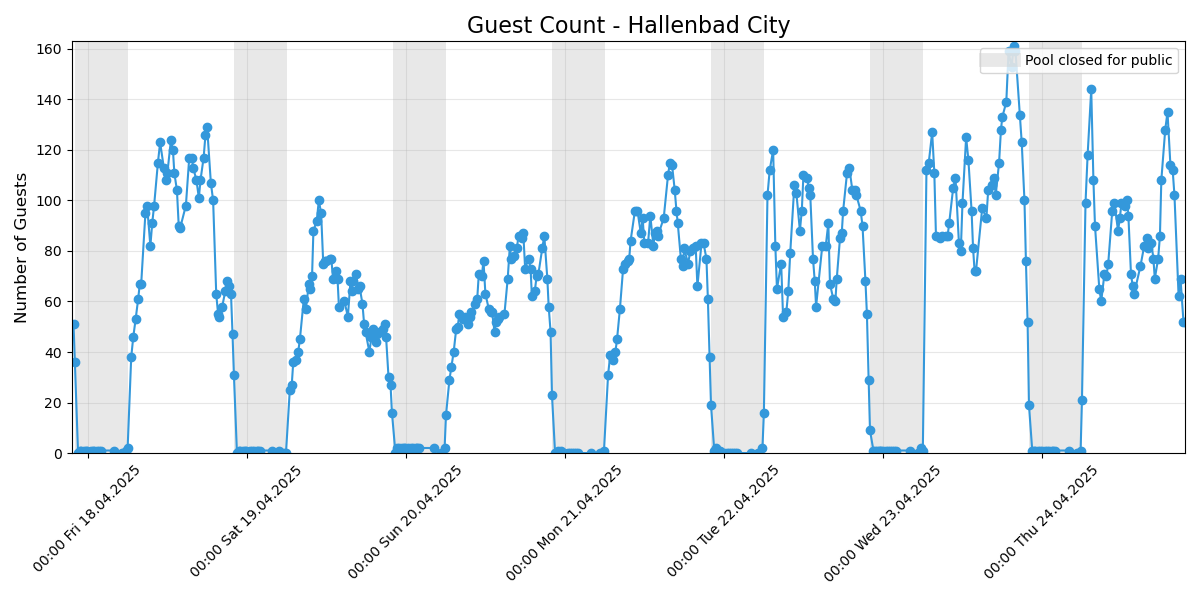 Guest Count - Hallenbad City
Pool closed for public
Number of Guests
160
140
120
100
80
60
40
20
0
00:00 Fri 18.04.2025
00:00 Sat 19.04.2025
00:00 Sun 20.04.2025
00:00 Mon 21.04.2025
00:00 Tue 22.04.2025
00:00 Wed 23.04.2025
00:00 Thu 24.04.2025